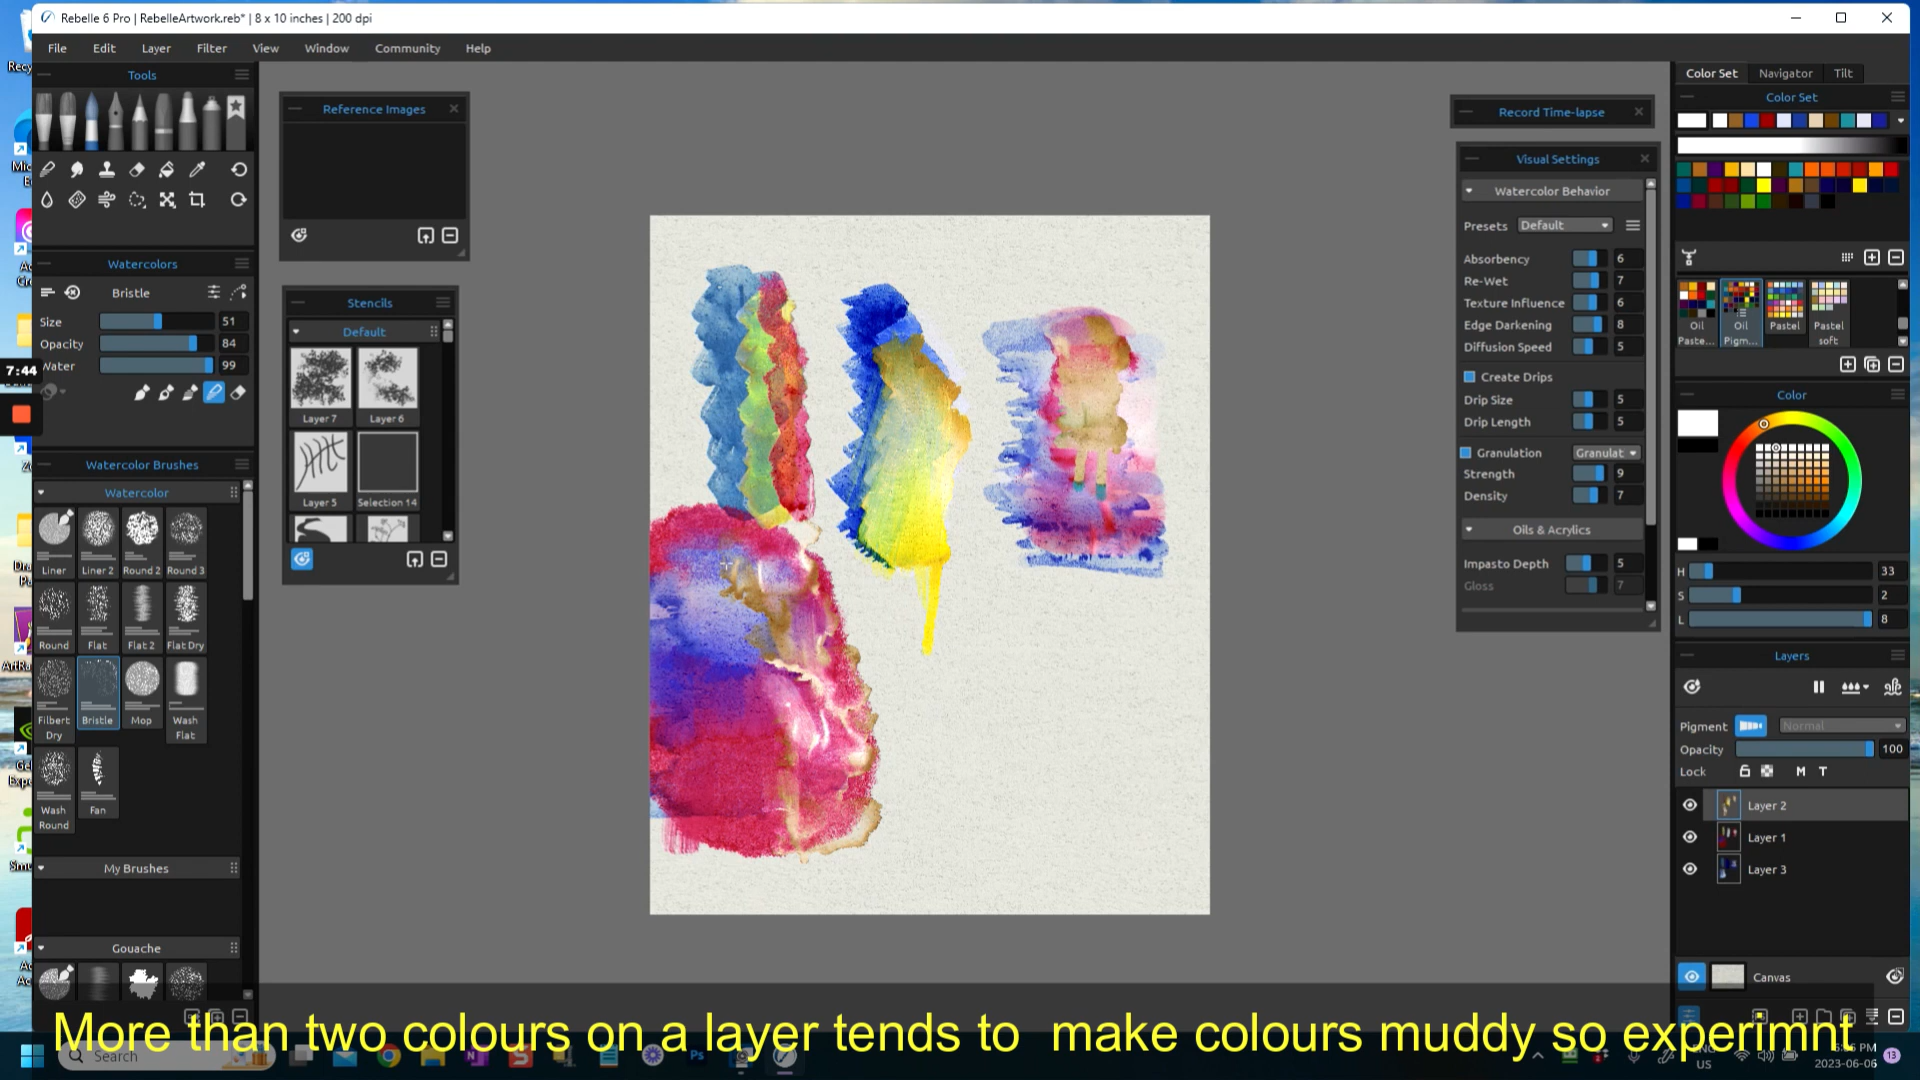 Rebelle 6 Pro | RebelleArtwork.reb* | 8 x 10 inches | 200 dpi
File Edit Layer Filter View Window Community Help
Tools
Watercolors
Bristle
Size 51
Opacity 84
7:44
Water 99
Watercolor Brushes
Watercolor
Liner Liner 2 Round 2 Round 3
Round Flat Flat 2 Flat Dry
Filbert Dry Bristle Mop Wash Flat
Wash Round Fan
My Brushes
Gouache
Reference Images
Stencils
Default
Layer 7 Layer 6
Layer 5 Selection 14
Record Time-lapse
Visual Settings
Watercolor Behavior
Presets Default
Absorbency 6
Re-Wet 7
Texture Influence 6
Edge Darkening 8
Diffusion Speed 5
Create Drips
Drip Size 5
Drip Length 5
Granulation Granulat
Strength 9
Density 7
Oils & Acrylics
Impasto Depth 5
Gloss 7
Color Set Navigator Tilt
Color Set
Oil Paste... Oil Pigm... Pastel Pastel soft
Color
H 33
S 2
L 8
Layers
Pigment Normal
Opacity 100
Lock M T
Layer 2
Layer 1
Layer 3
Canvas
More than two colours on a layer tends to make colours muddy so experimnt.
Search
US
2023-06-06
13